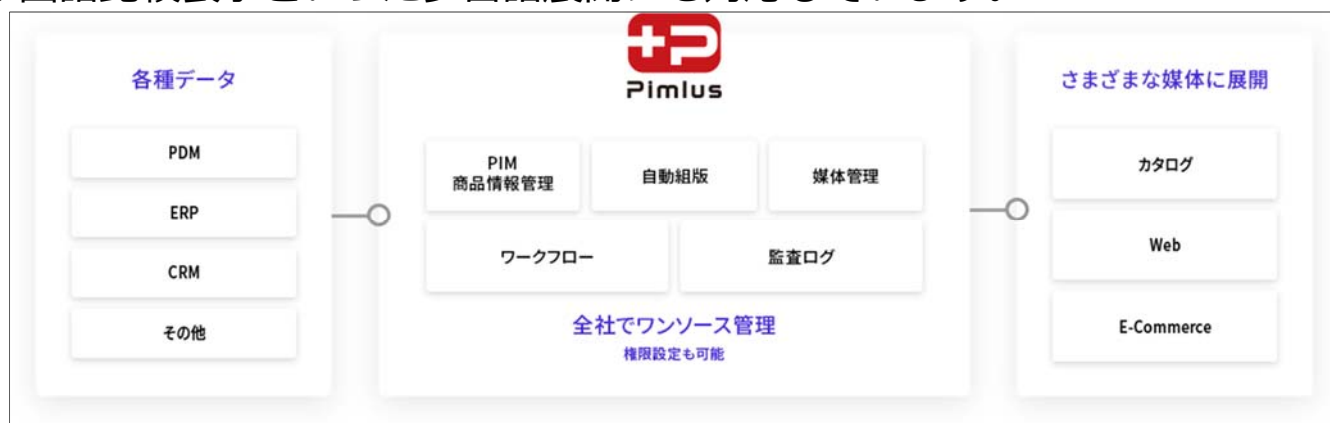 各種データ
PDM
ERP
CRM
その他
+P
Pimlus
PIM
商品情報管理
自動組版
媒体管理
ワークフロー
監査ログ
全社でワンソース管理
権限設定も可能
さまざまな媒体に展開
カタログ
Web
E-Commerce